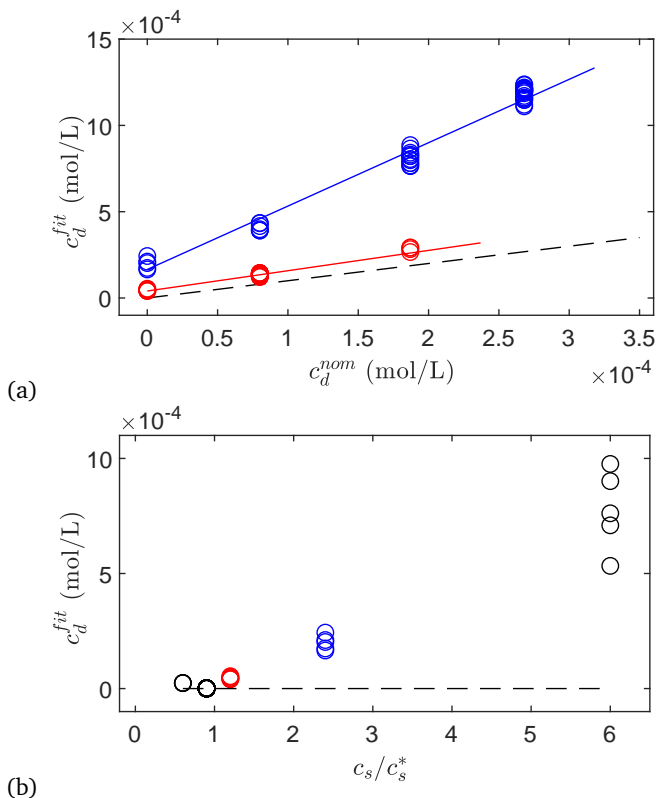 ×10⁻⁴
15
10
5
0
c_d^{fit} (mol/L)
0 0.5 1 1.5 2 2.5 3 3.5
c_d^{nom} (mol/L)
×10⁻⁴
(a)
×10⁻⁴
10
5
0
c_d^{fit} (mol/L)
0 1 2 3 4 5 6
c_s/c_s^*
(b)